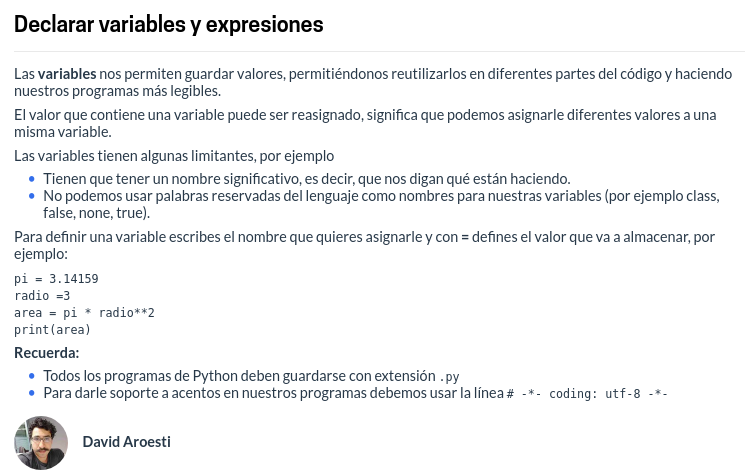 Declarar variables y expresiones
Las variables nos permiten guardar valores, permitiéndonos reutilizarlos en diferentes partes del código y haciendo
nuestros programas más legibles.
El valor que contiene una variable puede ser reasignado, significa que podemos asignarle diferentes valores a una
misma variable.
Las variables tienen algunas limitantes, por ejemplo
• Tienen que tener un nombre significativo, es decir, que nos digan qué están haciendo.
• No podemos usar palabras reservadas del lenguaje como nombres para nuestras variables (por ejemplo class,
false, none, true).
Para definir una variable escribes el nombre que quieres asignarle y con = defines el valor que va a almacenar, por
ejemplo:
pi = 3.14159
radio =3
area = pi * radio**2
print(area)
Recuerda:
• Todos los programas de Python deben guardarse con extensión .py
• Para darle soporte a acentos en nuestros programas debemos usar la línea # -*- coding: utf-8 -*-
David Aroesti